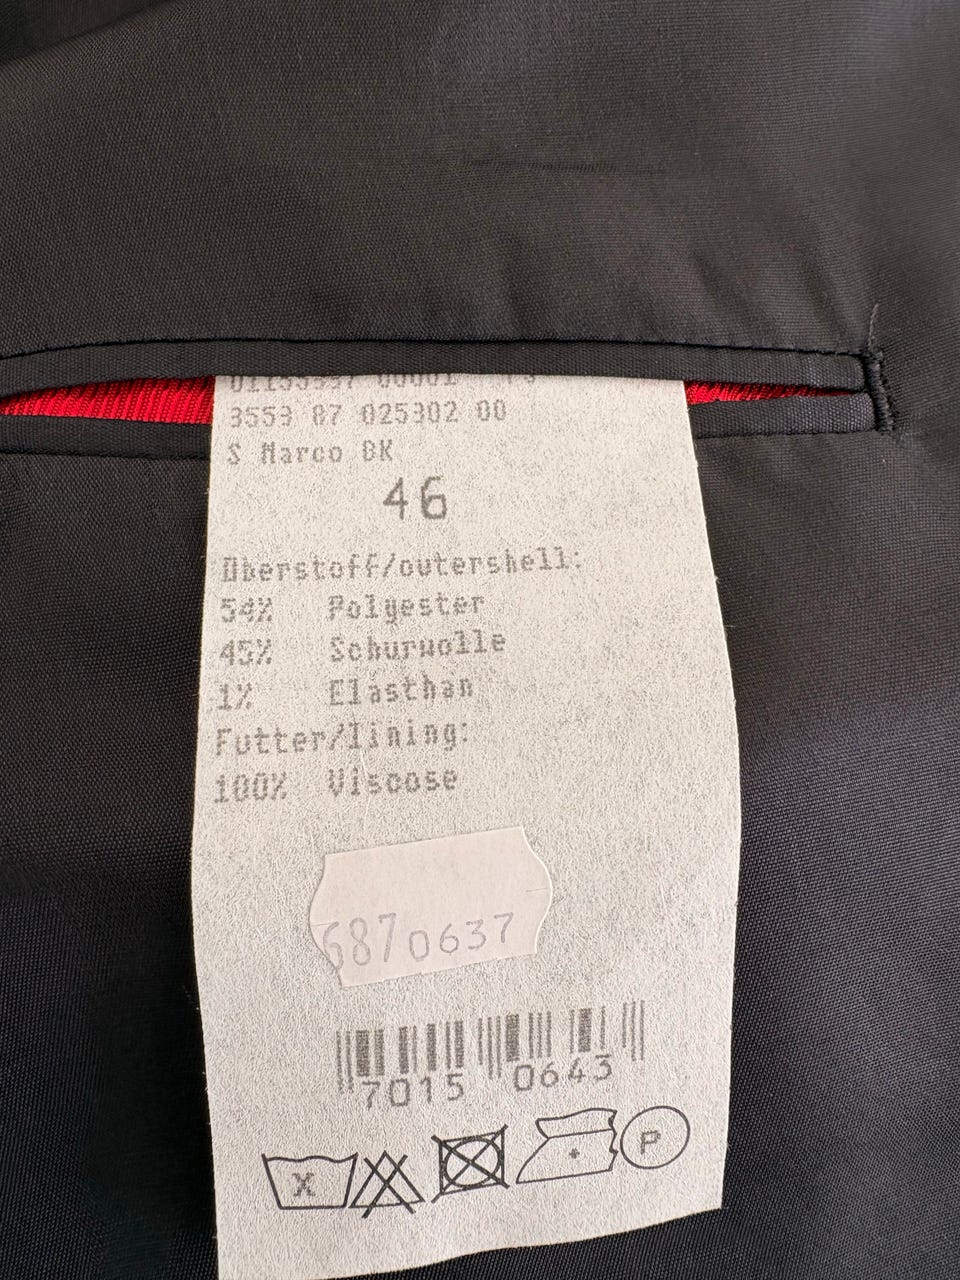 3553 87 025302 00
S Marco BK
46
Oberstoff/outershell:
54% Polyester
45% Schurwolle
1% Elasthan
Futter/lining:
100% Viscose
6870637
7015 0643
X
P